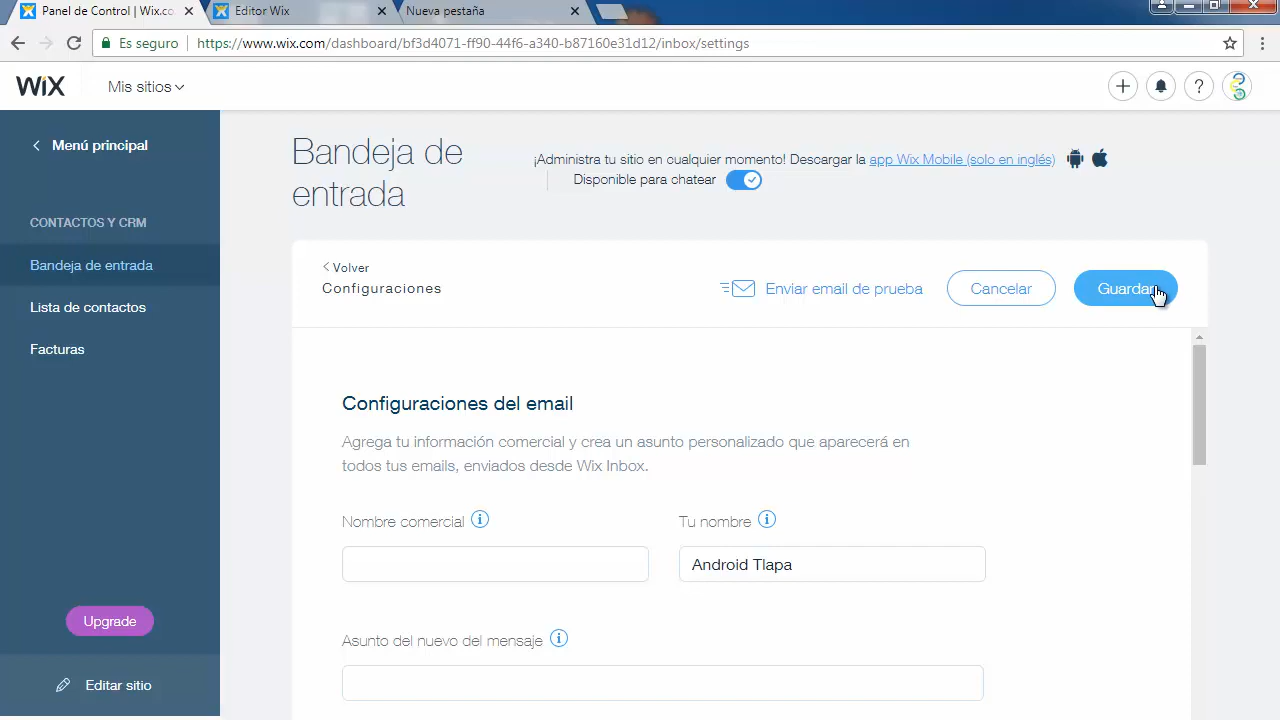 Panel de Control | Wix.co
Editor Wix
Nueva pestaña
Es seguro
https://www.wix.com/dashboard/bf3d4071-ff90-44f6-a340-b87160e31d12/inbox/settings
WiX
Mis sitios
?
Menú principal
CONTACTOS Y CRM
Bandeja de entrada
Lista de contactos
Facturas
Upgrade
Editar sitio
Bandeja de
entrada
¡Administra tu sitio en cualquier momento! Descargar la app Wix Mobile (solo en inglés)
Disponible para chatear
Volver
Configuraciones
Enviar email de prueba
Cancelar
Guardar
Configuraciones del email
Agrega tu información comercial y crea un asunto personalizado que aparecerá en
todos tus emails, enviados desde Wix Inbox.
Nombre comercial
Tu nombre
Android Tlapa
Asunto del nuevo del mensaje